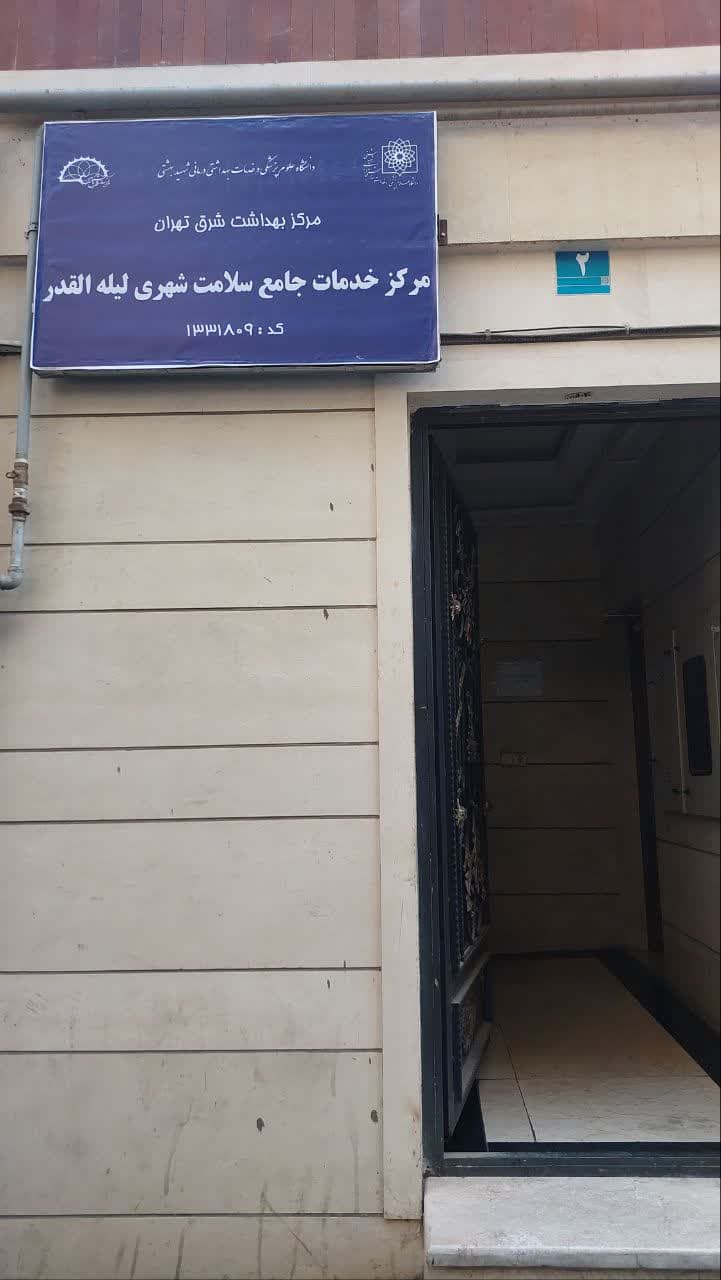 دانشگاه علوم پزشکی و خدمات بهداشتی درمانی شهید بهشتی
مرکز بهداشت شرق تهران
مرکز خدمات جامع سلامت شهری لیله القدر
کد : ۱۳۳۱۸۰۹
۲